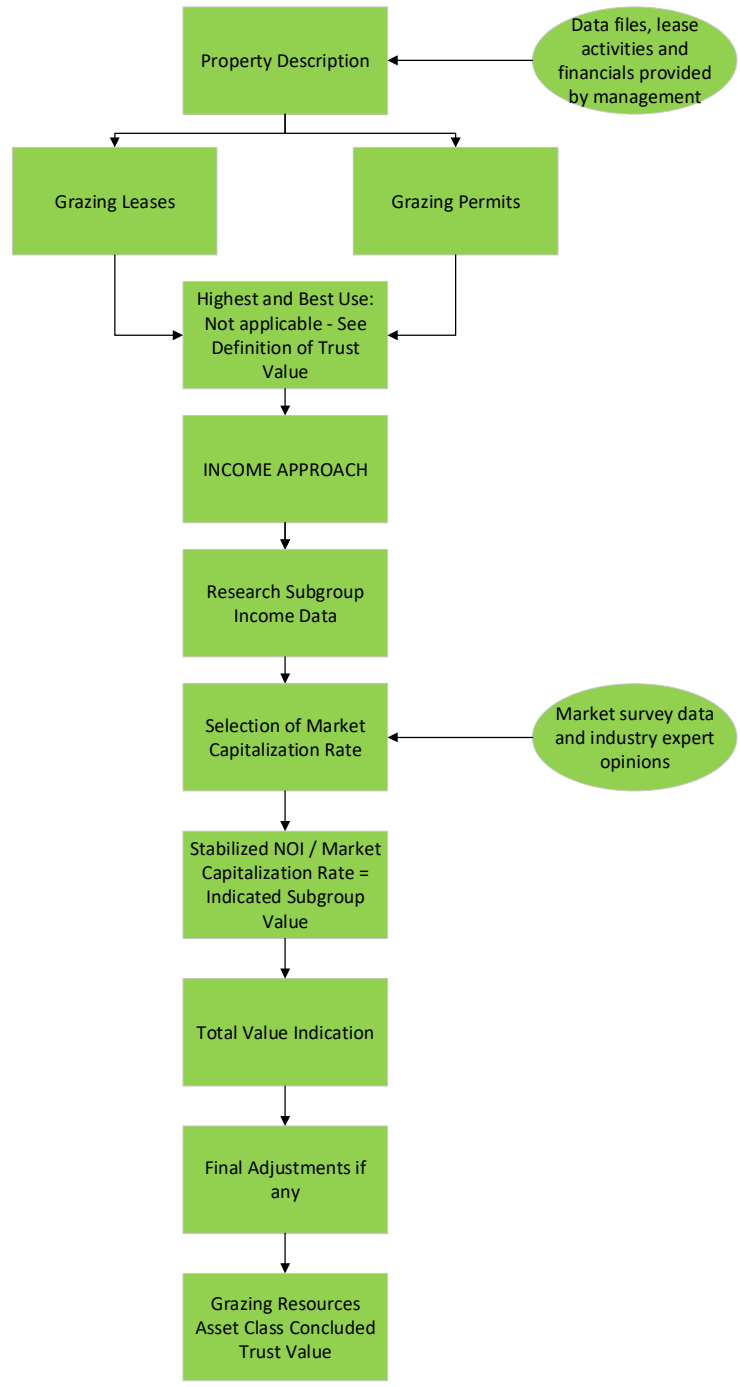 Property Description
Data files, lease
activities and
financials provided
by management
Grazing Leases
Grazing Permits
Highest and Best Use:
Not applicable - See
Definition of Trust
Value
INCOME APPROACH
Research Subgroup
Income Data
Selection of Market
Capitalization Rate
Market survey data
and industry expert
opinions
Stabilized NOI / Market
Capitalization Rate =
Indicated Subgroup
Value
Total Value Indication
Final Adjustments if
any
Grazing Resources
Asset Class Concluded
Trust Value